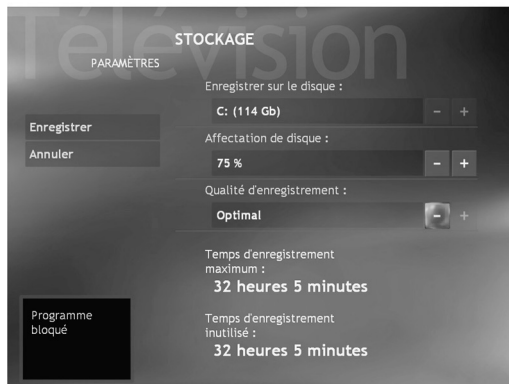 Télévision
STOCKAGE
PARAMÈTRES
Enregistrer sur le disque :
C: (114 Gb)
- +
Enregistrer
Annuler
Affectation de disque :
75 %
- +
Qualité d'enregistrement :
Optimal
- +
Temps d'enregistrement
maximum :
32 heures 5 minutes
Temps d'enregistrement
inutilisé :
32 heures 5 minutes
Programme
bloqué